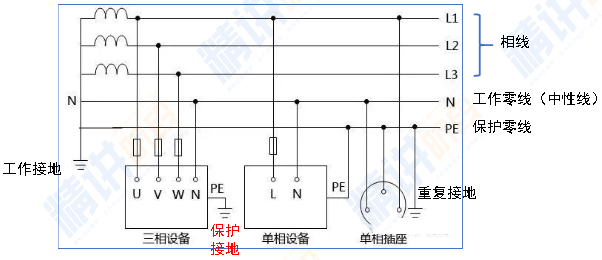 L1
相线
L2
L3
N
N
工作零线（中性线）
PE
保护零线
工作接地
U V W N
PE
L N
PE
重复接地
保护
接地
三相设备
单相设备
单相插座